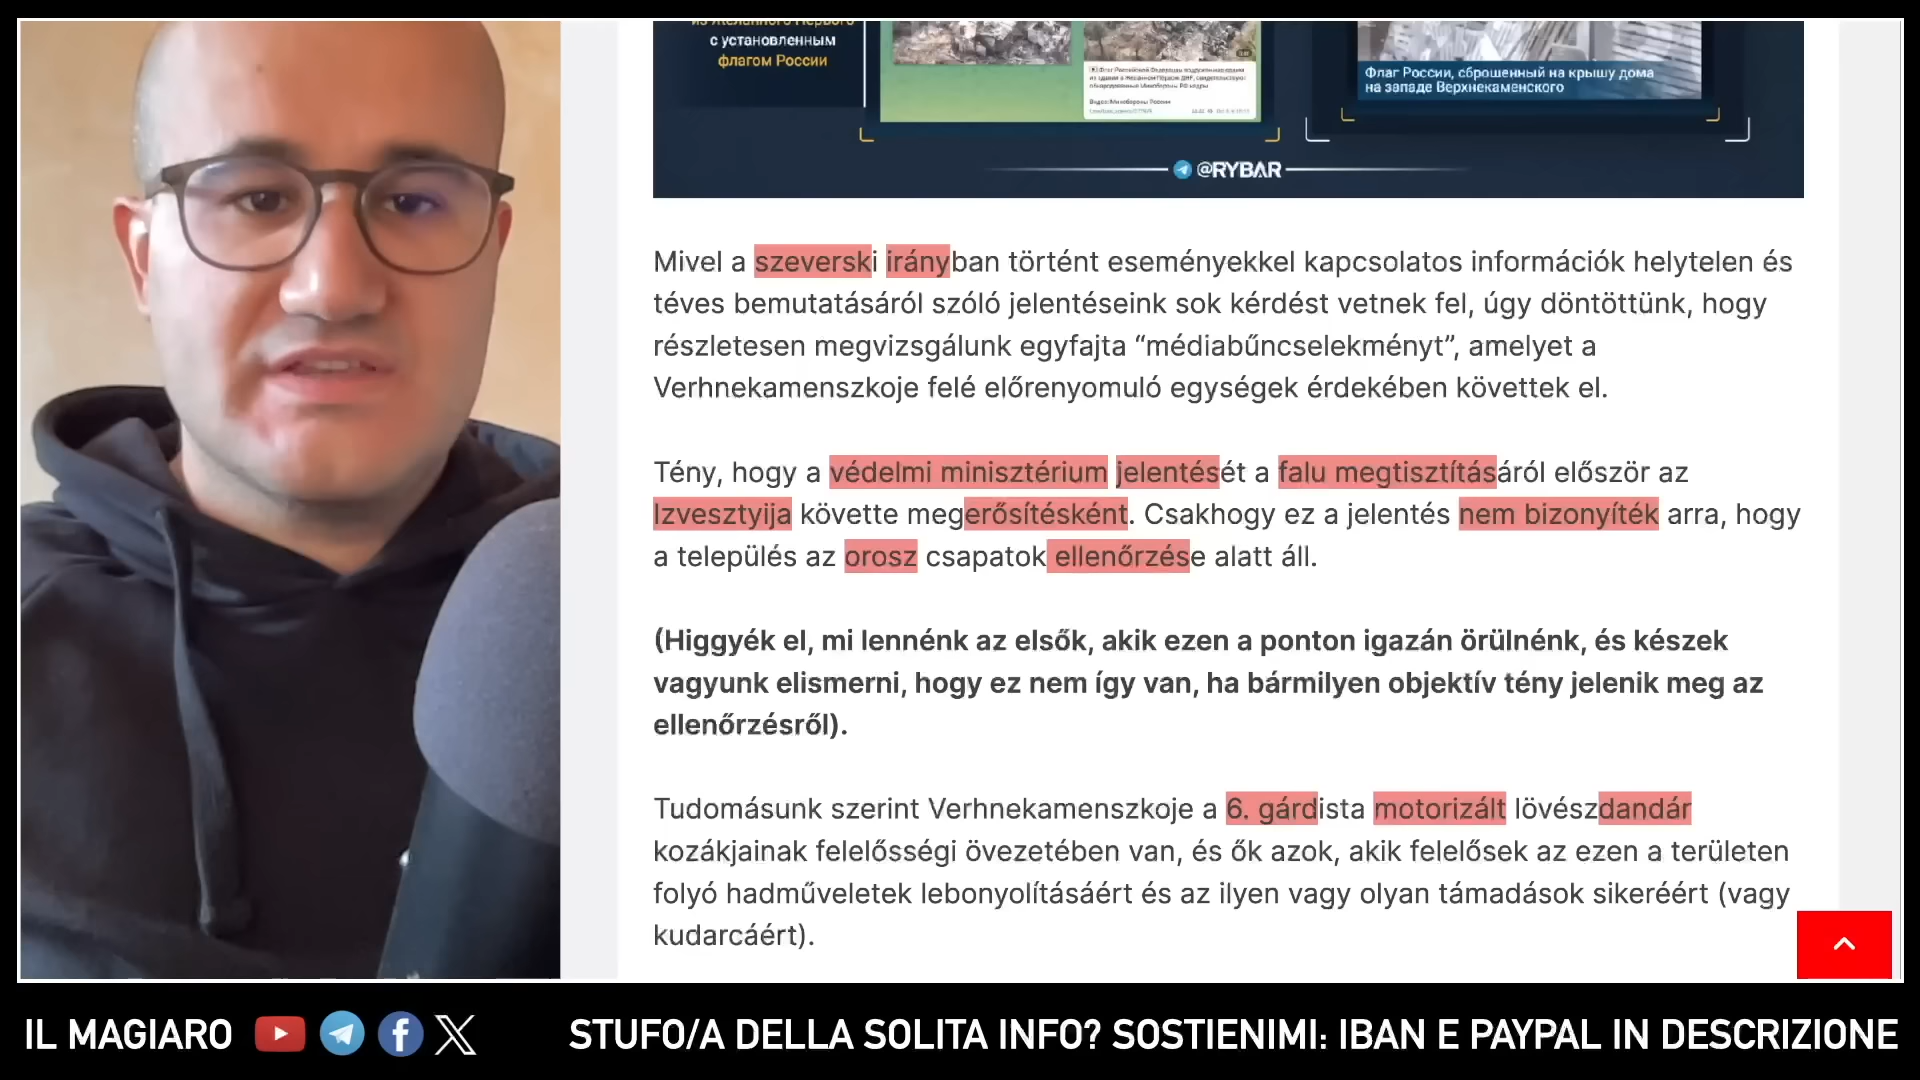 с установленным
флагом России
Флаг России, сброшенный на крышу дома
на западе Верхнекаменского
@RYBAR
Mivel a szeverski irányban történt eseményekkel kapcsolatos információk helytelen és
téves bemutatásáról szóló jelentéseink sok kérdést vetnek fel, úgy döntöttünk, hogy
részletesen megvizsgálunk egyfajta “médiabűncselekményt”, amelyet a
Verhnekamenszkoje felé előrenyomuló egységek érdekében követtek el.
Tény, hogy a védelmi minisztérium jelentését a falu megtisztításáról először az
Izvesztyija követte megerősítésként. Csakhogy ez a jelentés nem bizonyíték arra, hogy
a település az orosz csapatok ellenőrzése alatt áll.
(Higgyék el, mi lennénk az elsők, akik ezen a ponton igazán örülnénk, és készek
vagyunk elismerni, hogy ez nem így van, ha bármilyen objektív tény jelenik meg az
ellenőrzésről).
Tudomásunk szerint Verhnekamenszkoje a 6. gárdista motorizált lövészdandár
kozákjainak felelősségi övezetében van, és ők azok, akik felelősek az ezen a területen
folyó hadműveletek lebonyolításáért és az ilyen vagy olyan támadások sikeréért (vagy
kudarcáért).
IL MAGIARO
STUFO/A DELLA SOLITA INFO? SOSTIENIMI: IBAN E PAYPAL IN DESCRIZIONE